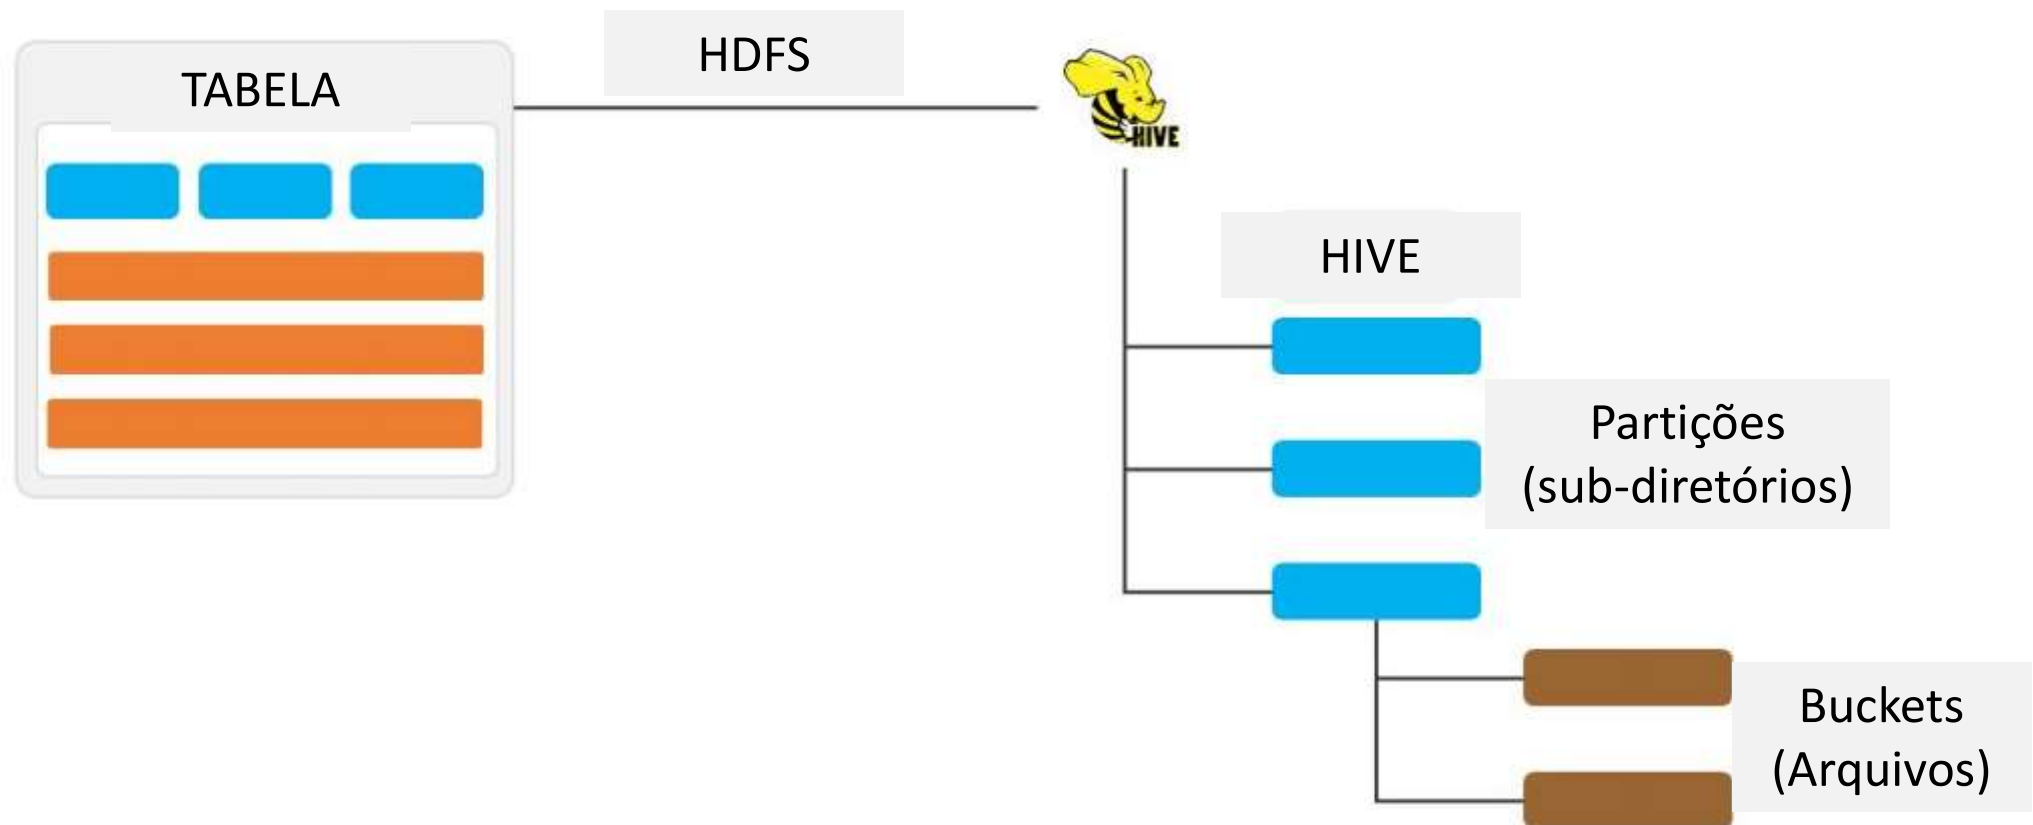 TABELA
HDFS
HIVE
HIVE
Partições
(sub-diretórios)
Buckets
(Arquivos)